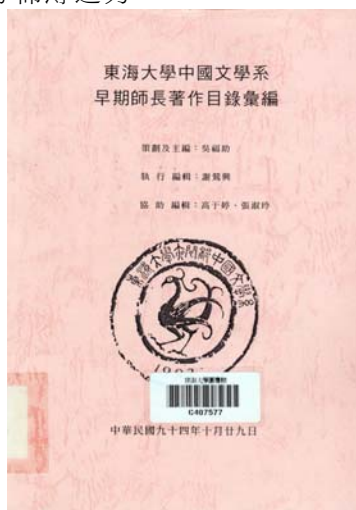 東海大學中國文學系
早期師長著作目錄彙編
策劃及主編：吳福助
執行編輯：謝鶯興
協助編輯：高于婷、張淑玲
C407577
中華民國九十四年十月廿九日